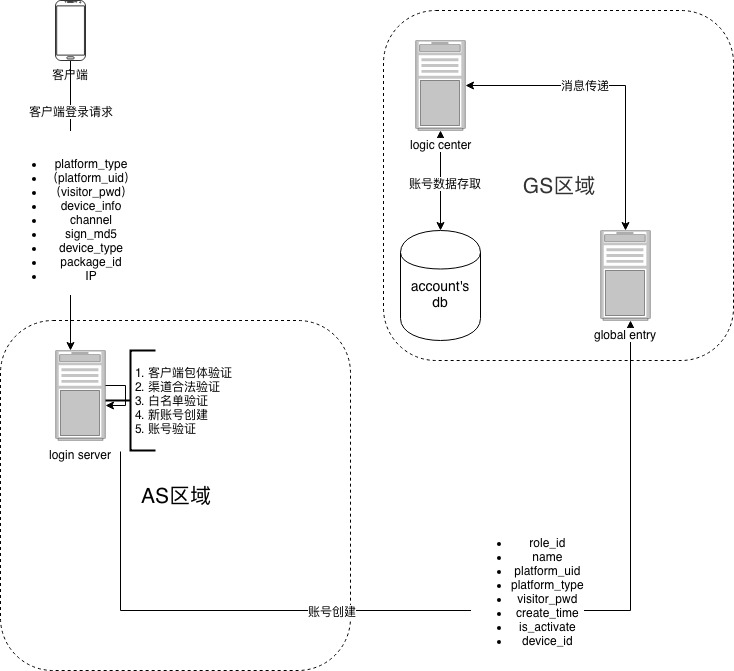 客户端
客户端登录请求
platform_type
(platform_uid)
(visitor_pwd)
device_info
channel
sign_md5
device_type
package_id
IP
login server
1. 客户端包体验证
2. 渠道合法验证
3. 白名单验证
4. 新账号创建
5. 账号验证
AS区域
logic center
消息传递
账号数据存取
GS区域
account's
db
global entry
账号创建
role_id
name
platform_uid
platform_type
visitor_pwd
create_time
is_activate
device_id